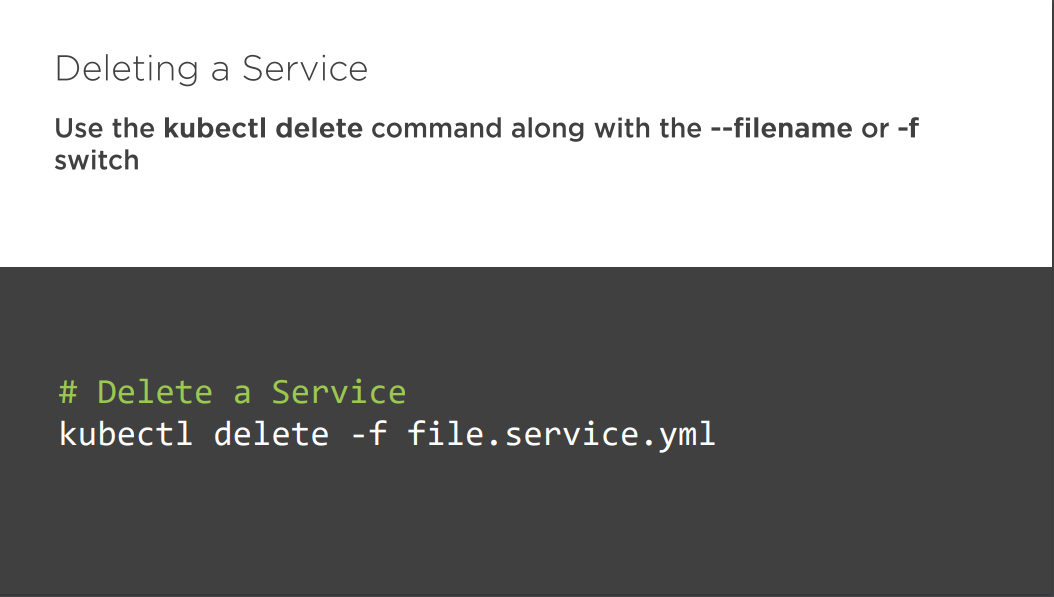 Deleting a Service
Use the kubectl delete command along with the --filename or -f
switch
# Delete a Service
kubectl delete -f file.service.yml